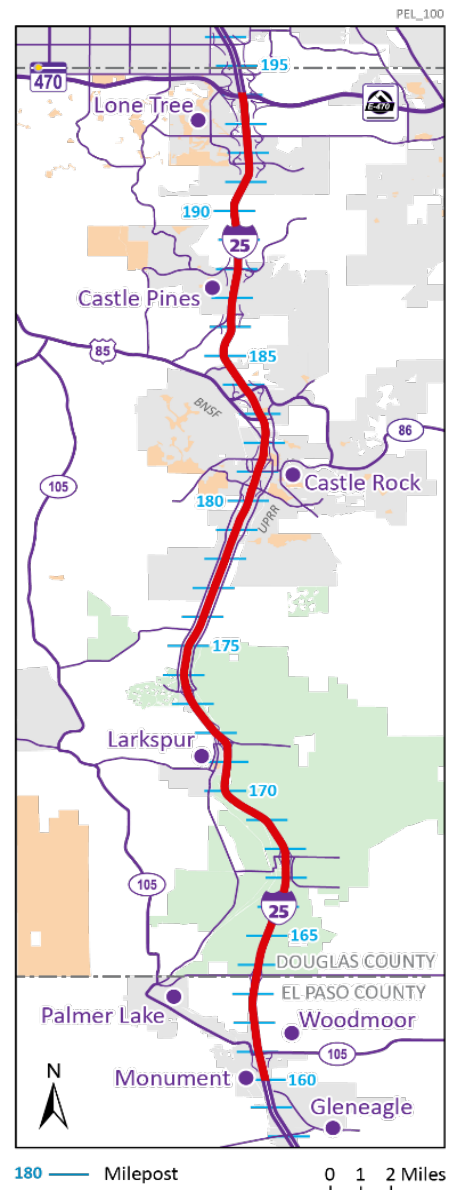 PEL_100
195
470
Lone Tree
E-470
190
25
Castle Pines
185
85
BNSF
86
105
Castle Rock
180
UPRR
175
Larkspur
170
105
25
165
DOUGLAS COUNTY
EL PASO COUNTY
Palmer Lake
Woodmoor
N
105
Monument
160
Gleneagle
180 Milepost
0 1 2 Miles